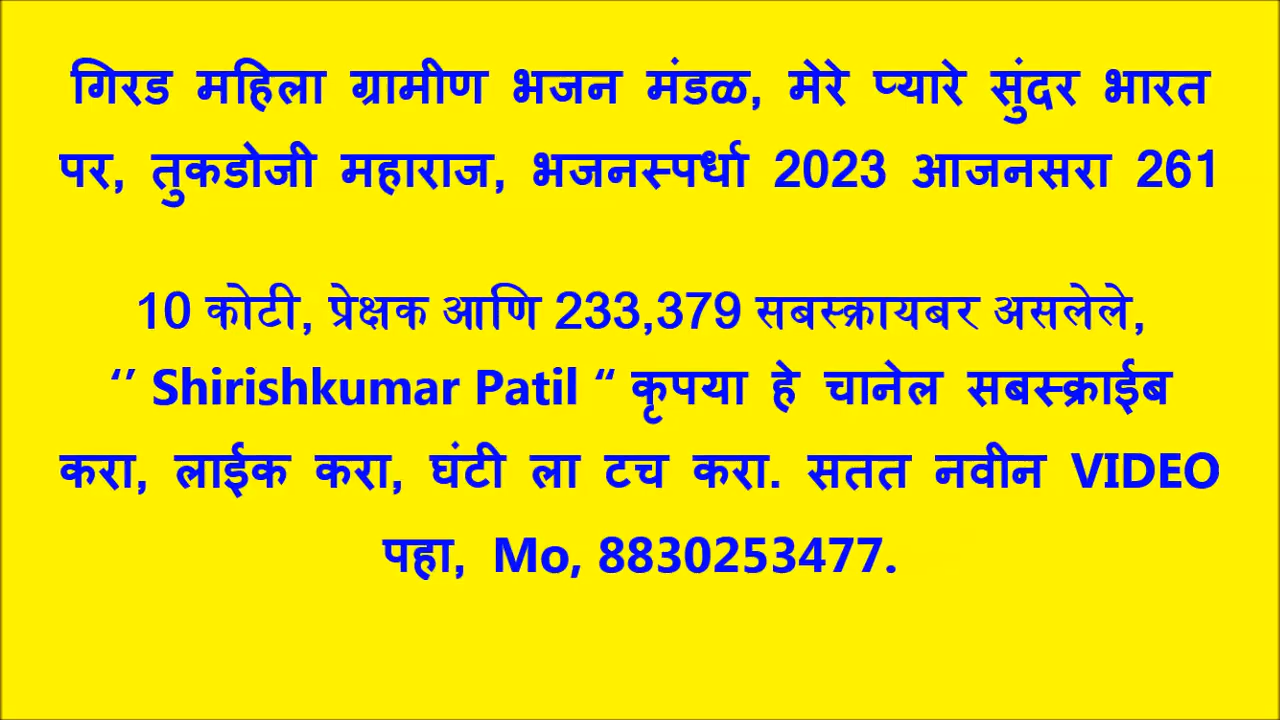 गिरड महिला ग्रामीण भजन मंडळ, मेरे प्यारे सुंदर भारत
पर, तुकडोजी महाराज, भजनस्पर्धा 2023 आजनसरा 261
10 कोटी, प्रेक्षक आणि 233,379 सबस्क्रायबर असलेले,
‘’ Shirishkumar Patil “ कृपया हे चानेल सबस्क्राईब
करा, लाईक करा, घंटी ला टच करा. सतत नवीन VIDEO
पहा, Mo, 8830253477.